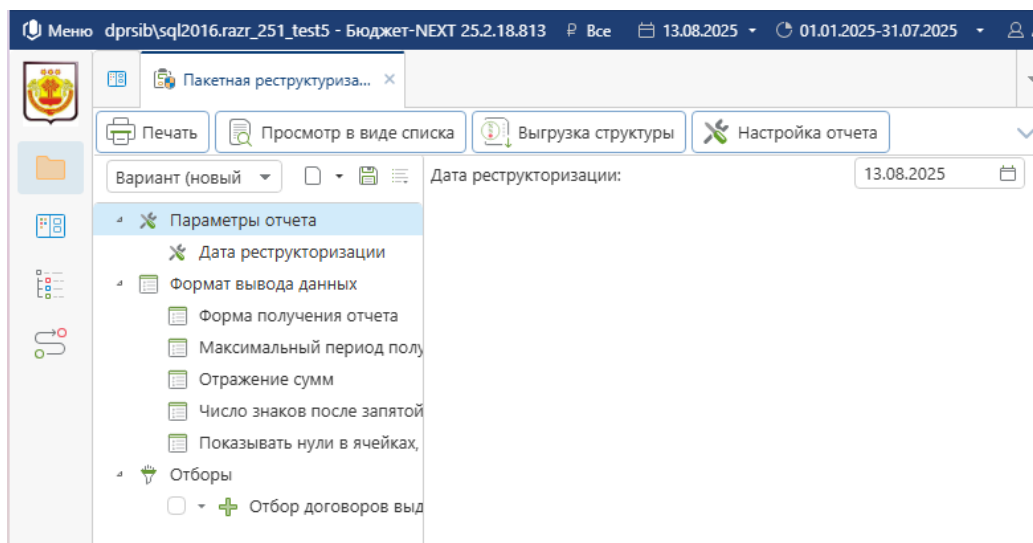 Меню dprsib\sql2016.razr_251_test5 - Бюджет-NEXT 25.2.18.813 ₽ Все 13.08.2025 01.01.2025-31.07.2025
Пакетная реструктуриза...
Печать Просмотр в виде списка Выгрузка структуры Настройка отчета
Вариант (новый Дата реструкторизации: 13.08.2025
Параметры отчета
Дата реструкторизации
Формат вывода данных
Форма получения отчета
Максимальный период полу
Отражение сумм
Число знаков после запятой
Показывать нули в ячейках,
Отборы
Отбор договоров выд